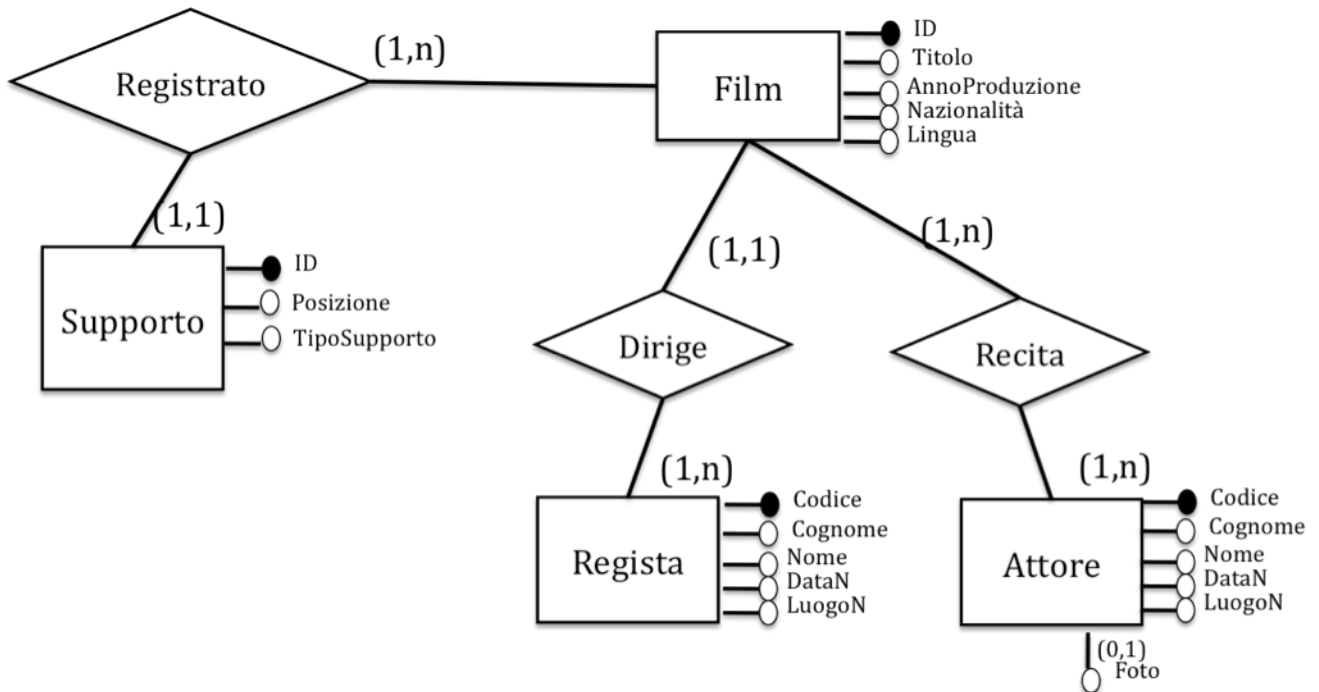 Registrato
(1,n)
Film
ID
Titolo
AnnoProduzione
Nazionalità
Lingua
(1,1)
Supporto
ID
Posizione
TipoSupporto
(1,1)
(1,n)
Dirige
Recita
(1,n)
Regista
Codice
Cognome
Nome
DataN
LuogoN
(1,n)
Attore
Codice
Cognome
Nome
DataN
LuogoN
(0,1)
Foto